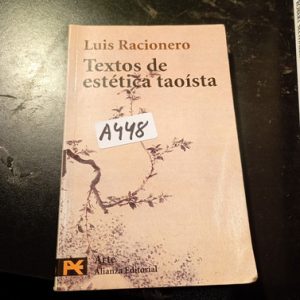 Luis Racionero
Textos de
estética taoísta
A448
Arte
Alianza Editorial